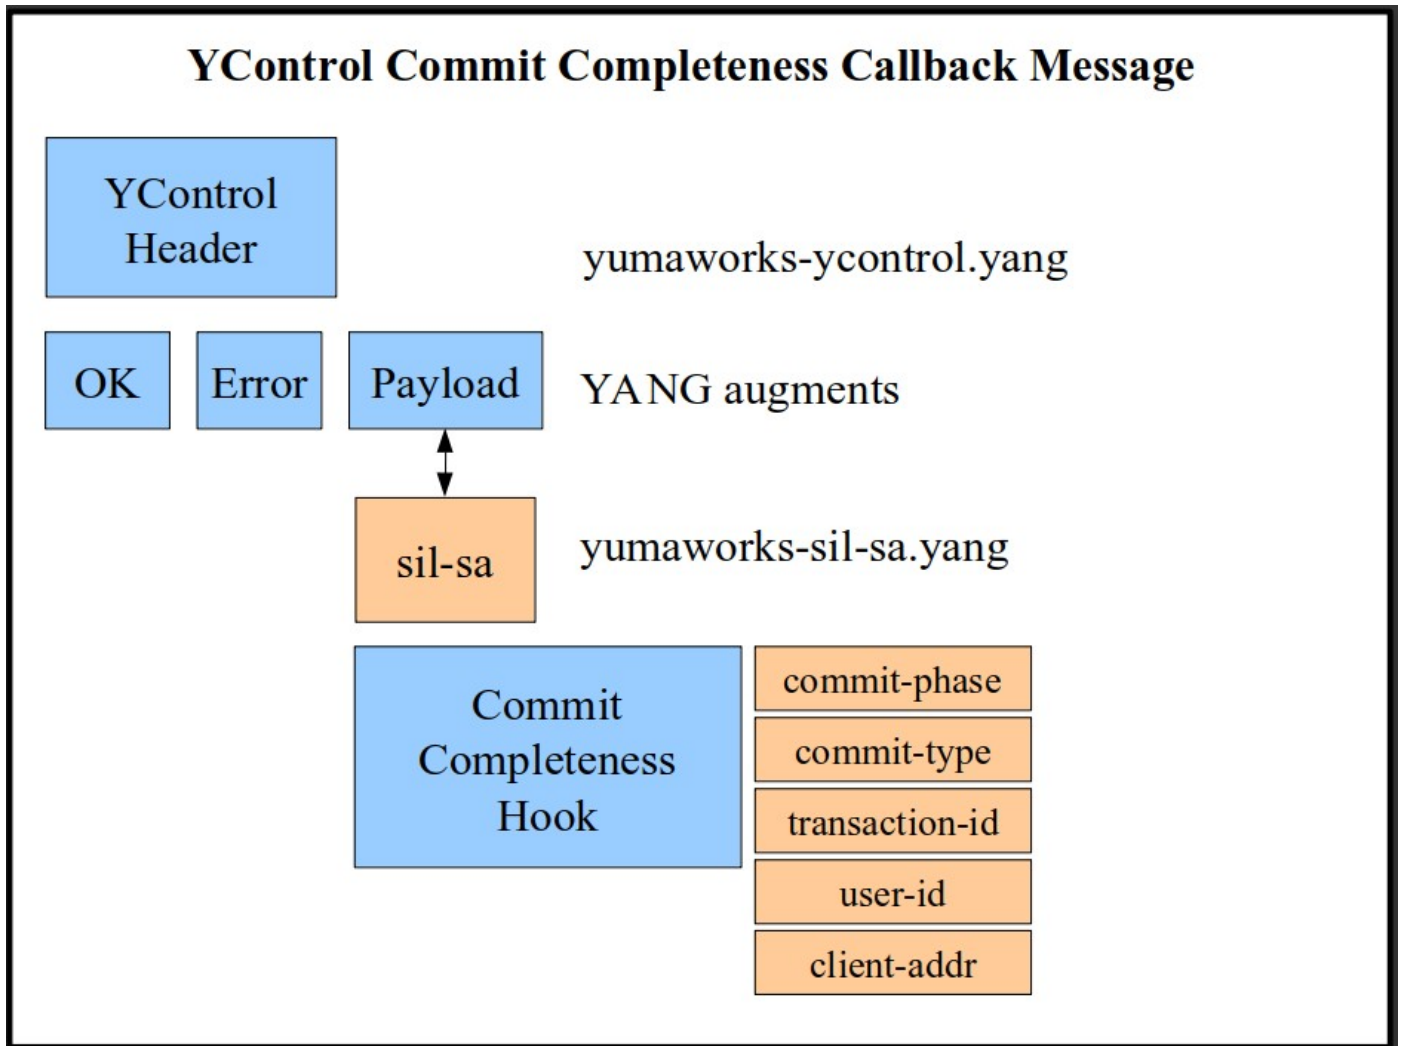 YControl Commit Completeness Callback Message
YControl
Header
yumaworks-ycontrol.yang
OK
Error
Payload
YANG augments
sil-sa
yumaworks-sil-sa.yang
Commit
Completeness
Hook
commit-phase
commit-type
transaction-id
user-id
client-addr